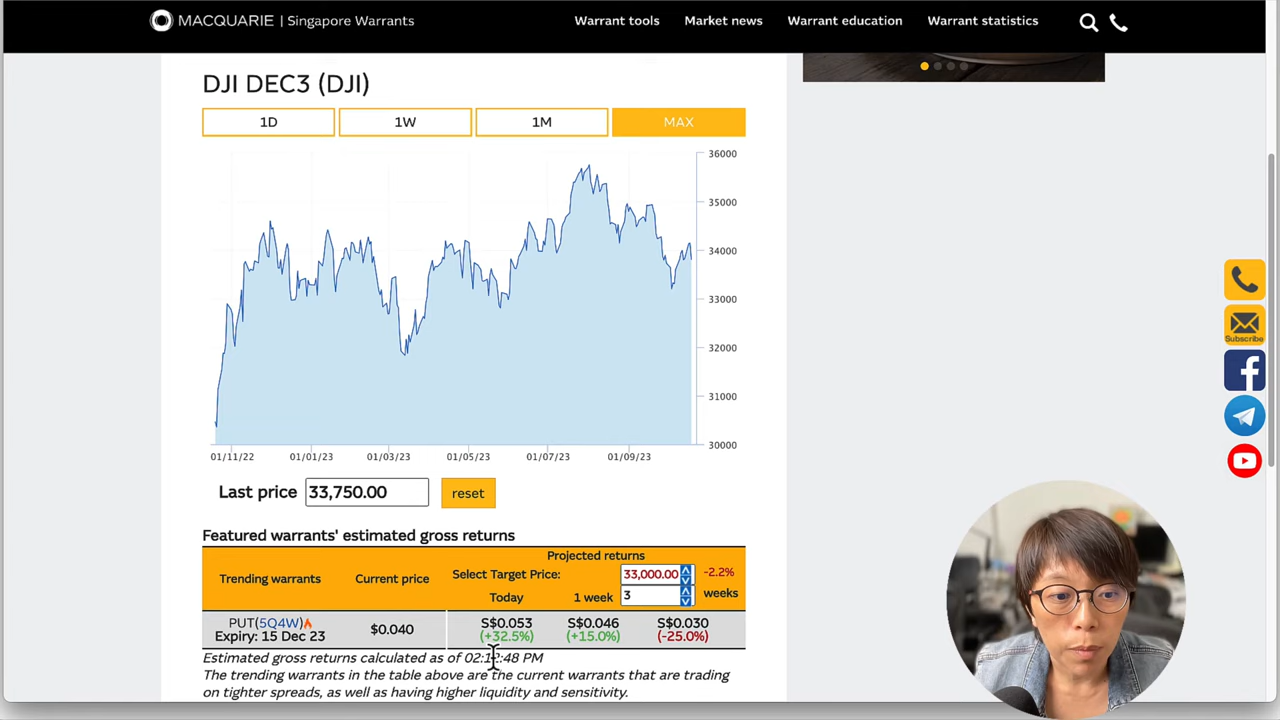 MACQUARIE | Singapore Warrants
Warrant tools
Market news
Warrant education
Warrant statistics
DJI DEC3 (DJI)
1D
1W
1M
MAX
36000
35000
34000
33000
32000
31000
30000
01/11/22
01/01/23
01/03/23
01/05/23
01/07/23
01/09/23
Last price
33,750.00
reset
Featured warrants' estimated gross returns
Projected returns
Trending warrants
Current price
Select Target Price:
33,000.00
-2.2%
Today
1 week
3
weeks
PUT(5Q4W)
Expiry: 15 Dec 23
$0.040
S$0.053
(+32.5%)
S$0.046
(+15.0%)
S$0.030
(-25.0%)
Estimated gross returns calculated as of
PM
The trending warrants in the table above are the current warrants that are trading
on tighter spreads, as well as having higher liquidity and sensitivity.
Subscribe